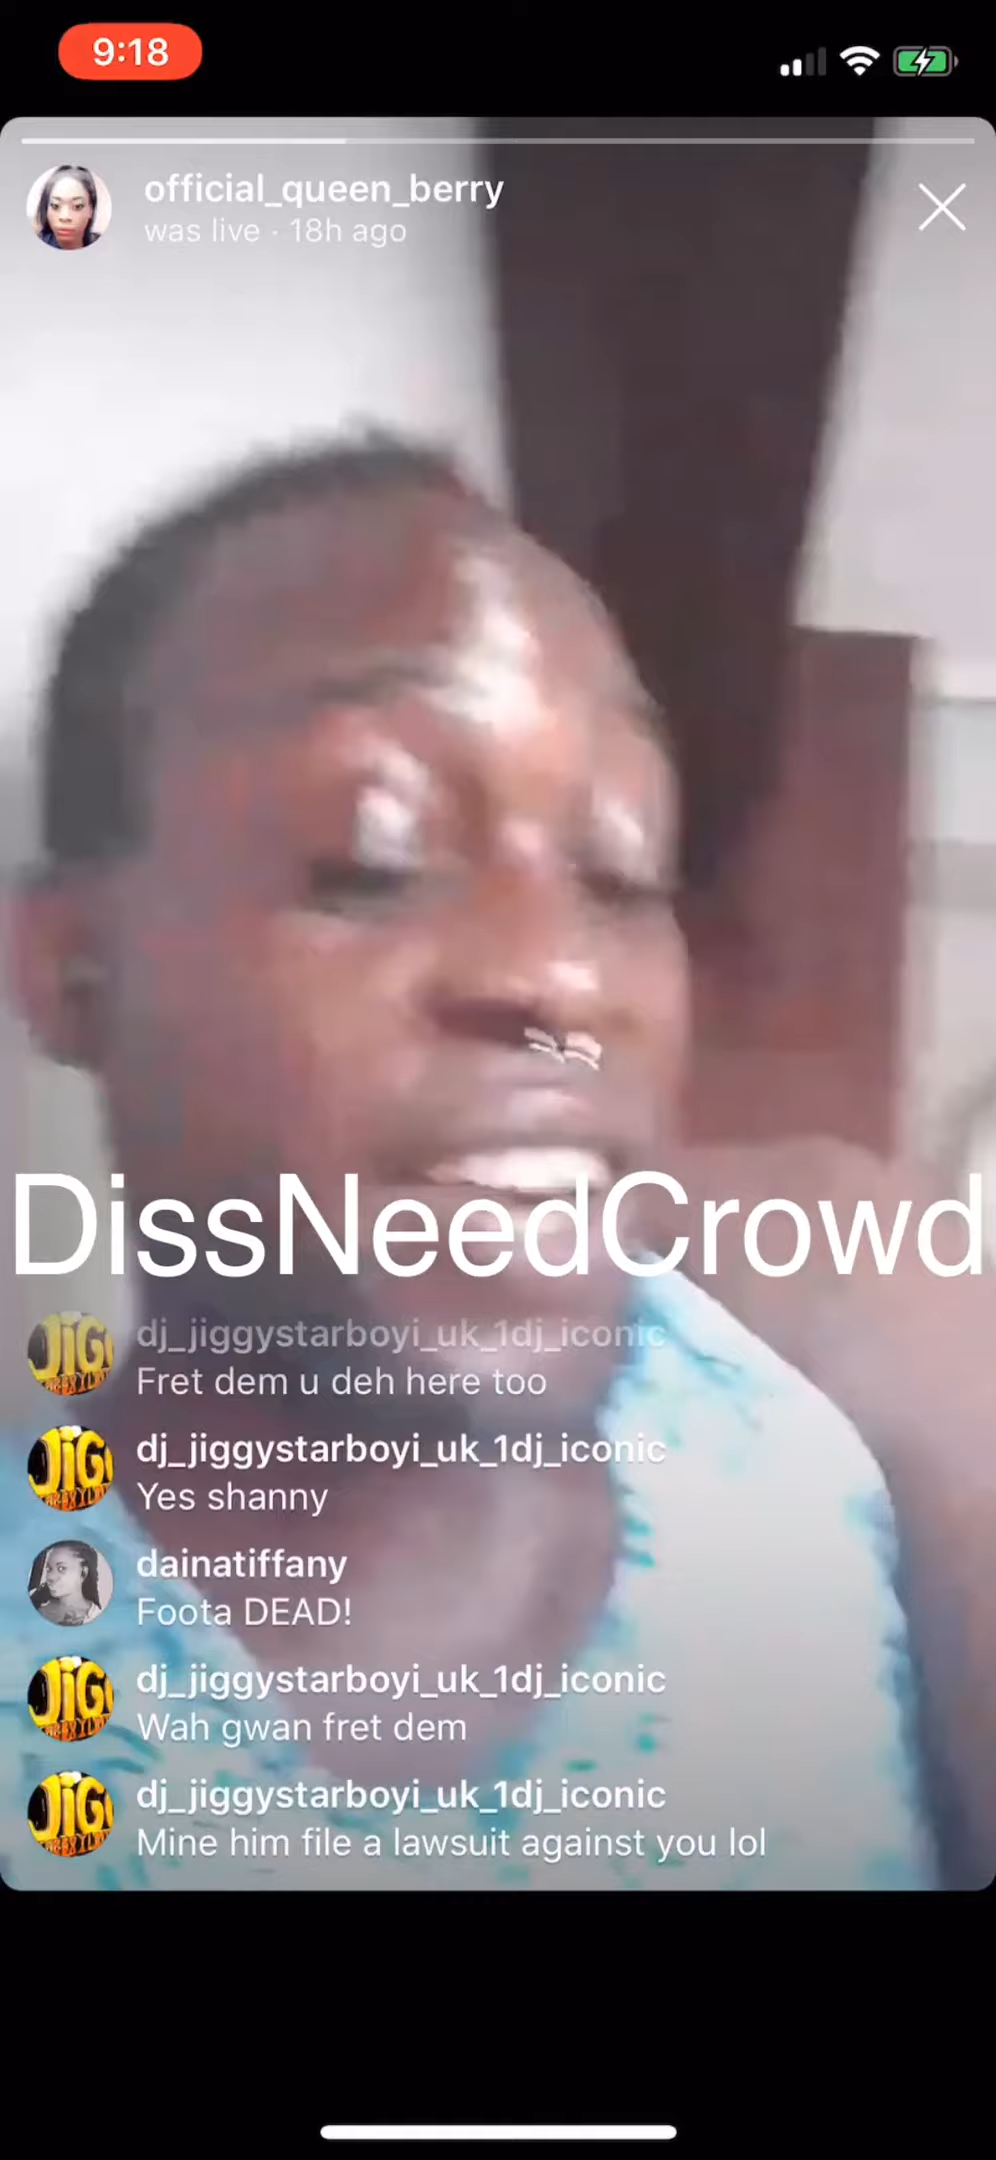 9:18
official_queen_berry
was live · 18h ago
DissNeedCrowd
dj_jiggystarboyi_uk_1dj_iconic
Fret dem u deh here too
dj_jiggystarboyi_uk_1dj_iconic
Yes shanny
dainatiffany
Foota DEAD!
dj_jiggystarboyi_uk_1dj_iconic
Wah gwan fret dem
dj_jiggystarboyi_uk_1dj_iconic
Mine him file a lawsuit against you lol